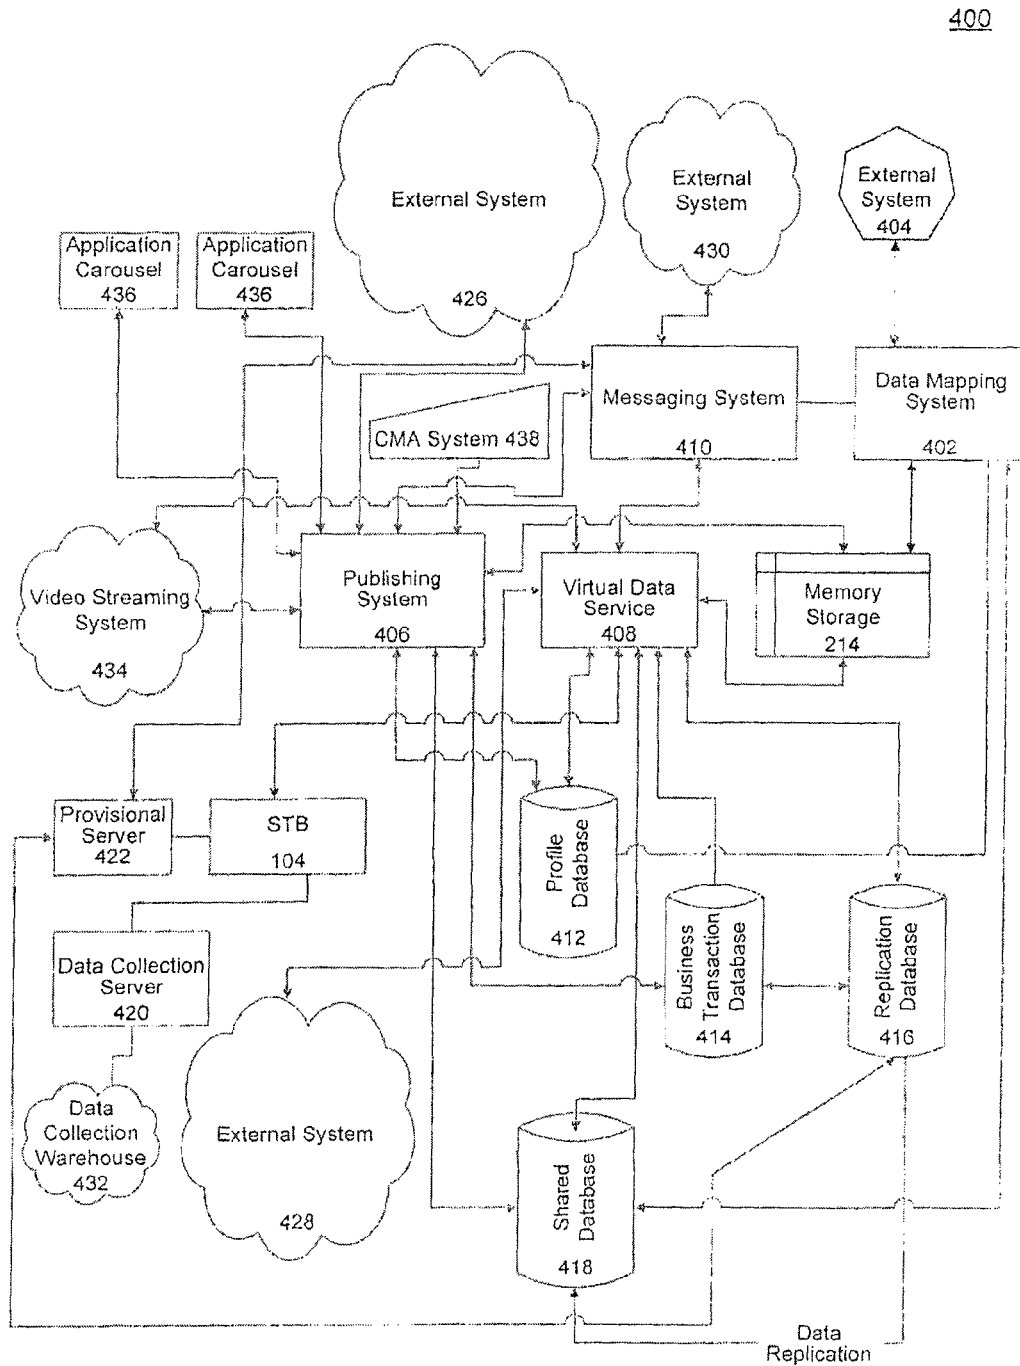 400
External System
426
External
System
430
External
System
404
Application
Carousel
436
Application
Carousel
436
Messaging System
410
Data Mapping
System
402
CMA System 438
Video Streaming
System
434
Publishing
System
406
Virtual Data
Service
408
Memory
Storage
214
Provisional
Server
422
STB
104
Profile
Database
412
Business
Transaction
Database
414
Replication
Database
416
Data Collection
Server
420
Data
Collection
Warehouse
432
External System
428
Shared
Database
418
Data
Replication